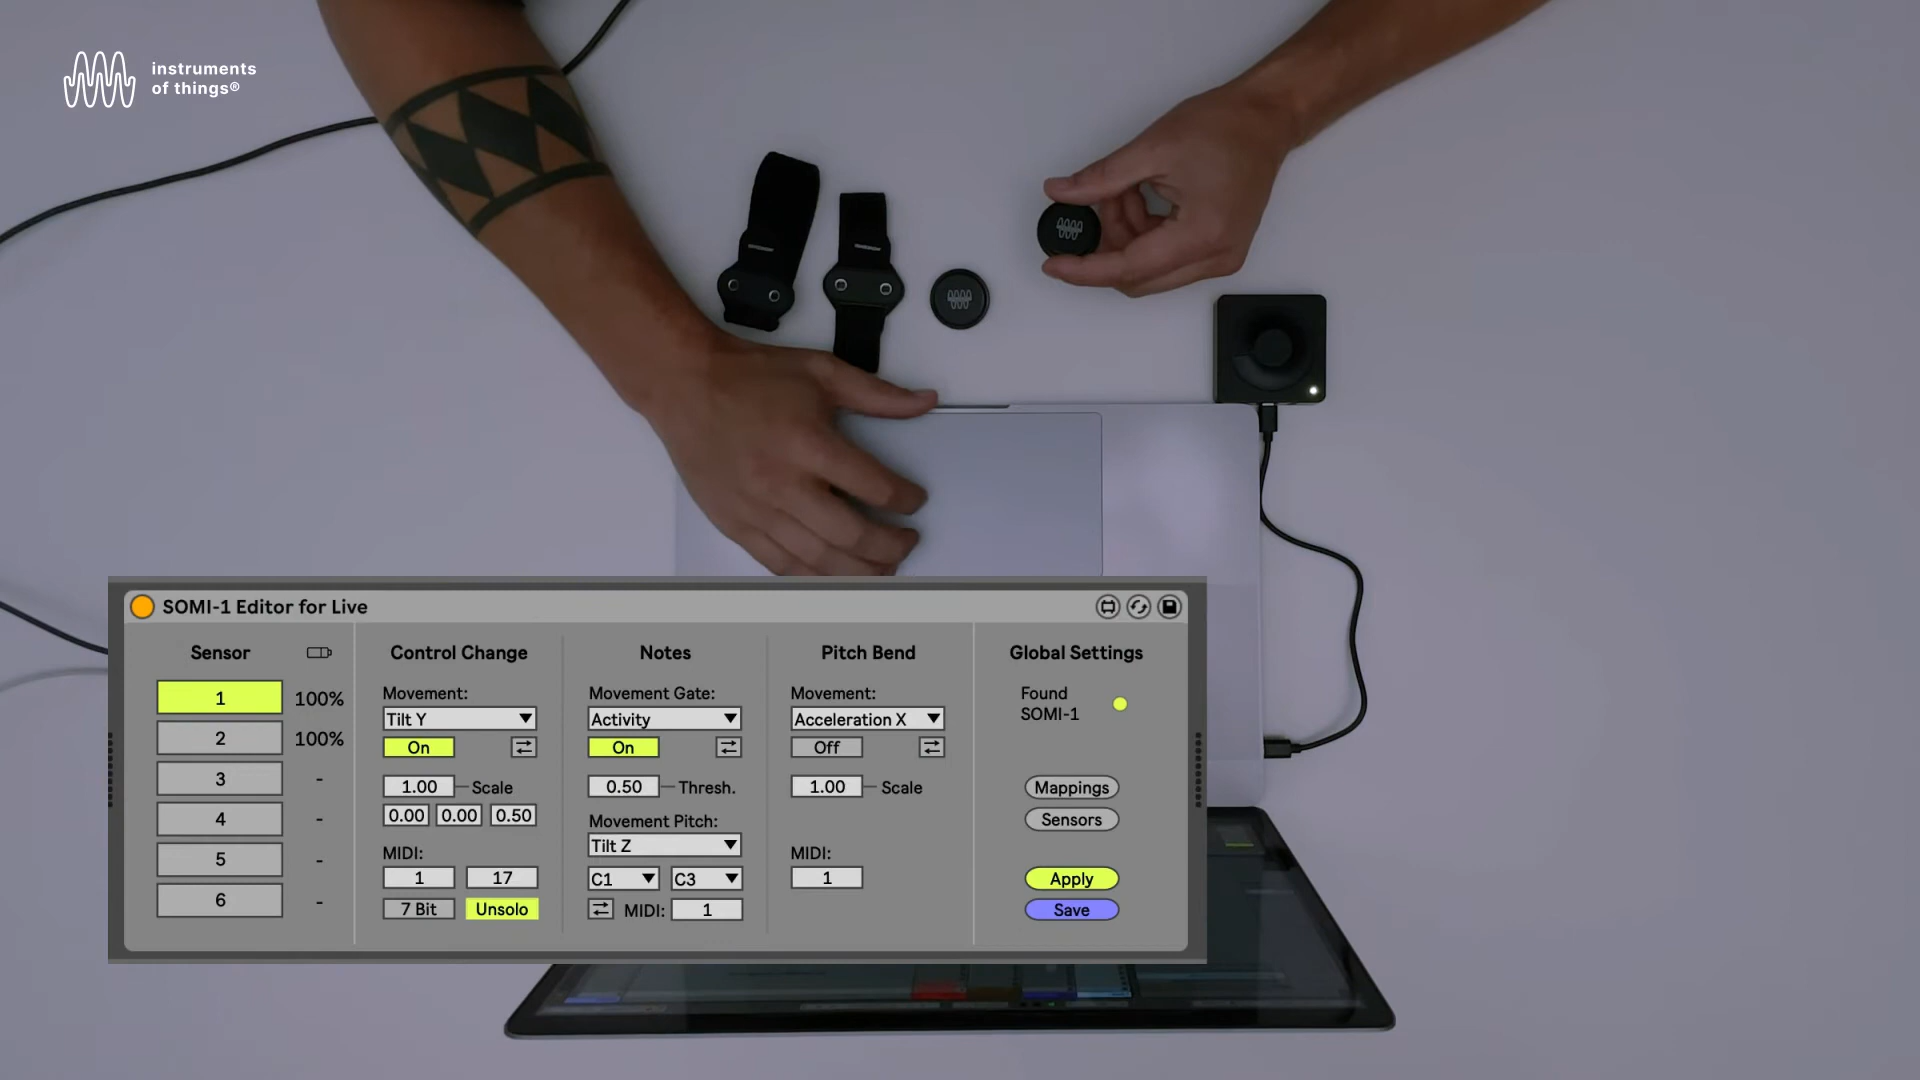 instruments
of things®
SOMI-1 Editor for Live
Sensor
1 100%
2 100%
3 -
4 -
5 -
6 -
Control Change
Movement:
Tilt Y
On
1.00 Scale
0.00 0.00 0.50
MIDI:
1 17
7 Bit Unsolo
Notes
Movement Gate:
Activity
On
0.50 Thresh.
Movement Pitch:
Tilt Z
C1 C3
MIDI: 1
Pitch Bend
Movement:
Acceleration X
Off
1.00 Scale
MIDI:
1
Global Settings
Found
SOMI-1
Mappings
Sensors
Apply
Save